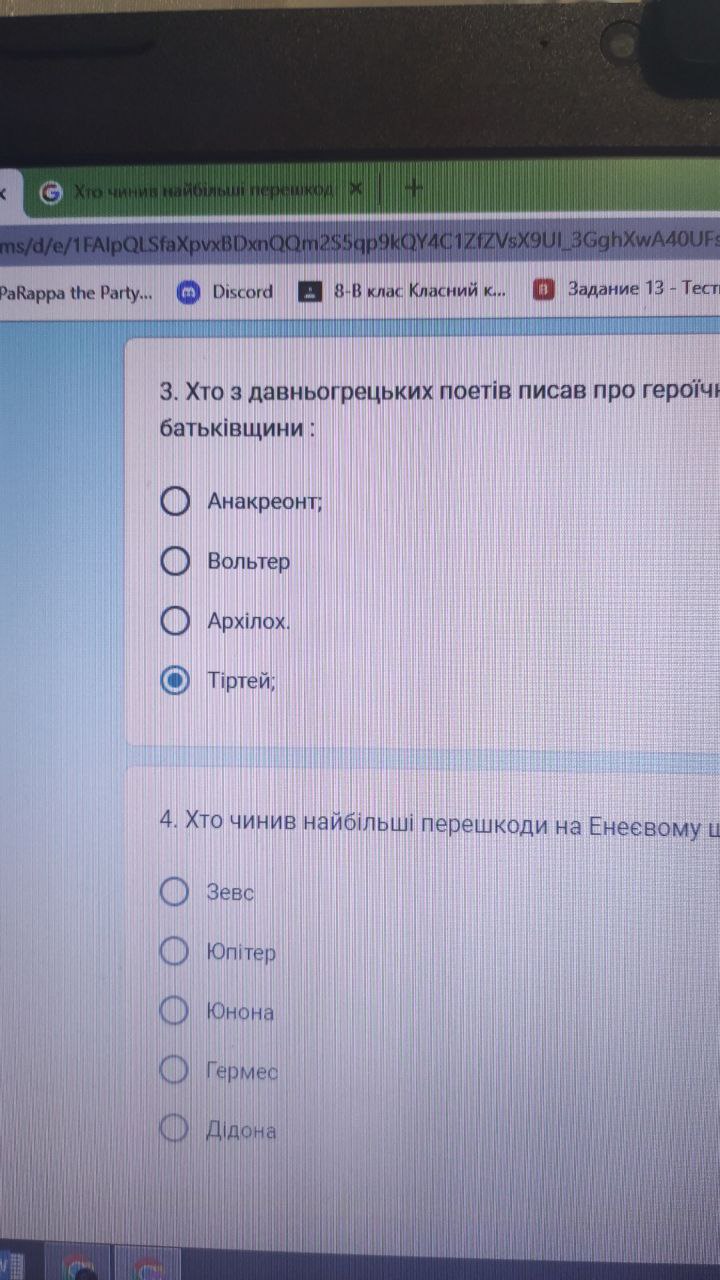 Хто чинив найбільші перешкод
ms/d/e/1FAIpQLSfaXpvxBDxnQQm2S5qp9kQY4C1ZfZVsX9UI_3GghXwA40UFs
PaRappa the Party... Discord 8-В клас Класний к... Задание 13 - Тест
3. Хто з давньогрецьких поетів писав про героїчн
батьківщини :
Анакреонт;
Вольтер
Архілох.
Тіртей;
4. Хто чинив найбільші перешкоди на Енеєвому ш
Зевс
Юпітер
Юнона
Гермес
Дідона